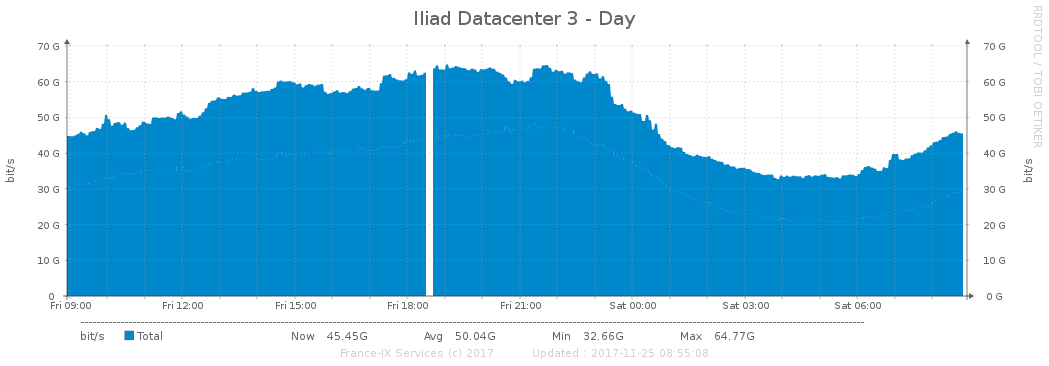 Iliad Datacenter 3 - Day
RRDTOOL / TOBI OETIKER
70 G 70 G
60 G 60 G
50 G 50 G
40 G 40 G
30 G 30 G
20 G 20 G
10 G 10 G
0 0 G
bit/s bit/s
Fri 09:00 Fri 12:00 Fri 15:00 Fri 18:00 Fri 21:00 Sat 00:00 Sat 03:00 Sat 06:00
bit/s Total Now 45.45G Avg 50.04G Min 32.66G Max 64.77G
France-IX Services (c) 2017 Updated : 2017-11-25 08:55:08